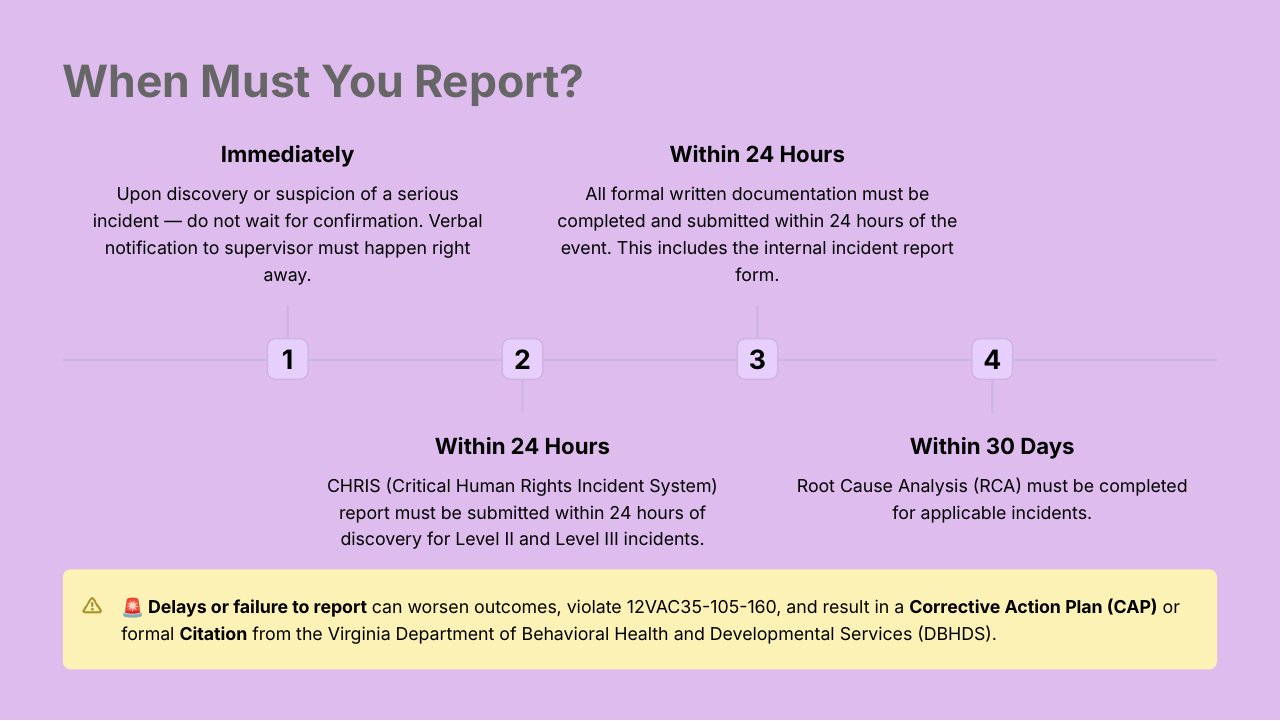 When Must You Report?
Immediately
Upon discovery or suspicion of a serious
incident — do not wait for confirmation. Verbal
notification to supervisor must happen right
away.
Within 24 Hours
All formal written documentation must be
completed and submitted within 24 hours of the
event. This includes the internal incident report
form.
1
2
3
4
Within 24 Hours
CHRIS (Critical Human Rights Incident System)
report must be submitted within 24 hours of
discovery for Level II and Level III incidents.
Within 30 Days
Root Cause Analysis (RCA) must be completed
for applicable incidents.
🚨 Delays or failure to report can worsen outcomes, violate 12VAC35-105-160, and result in a Corrective Action Plan (CAP) or
formal Citation from the Virginia Department of Behavioral Health and Developmental Services (DBHDS).